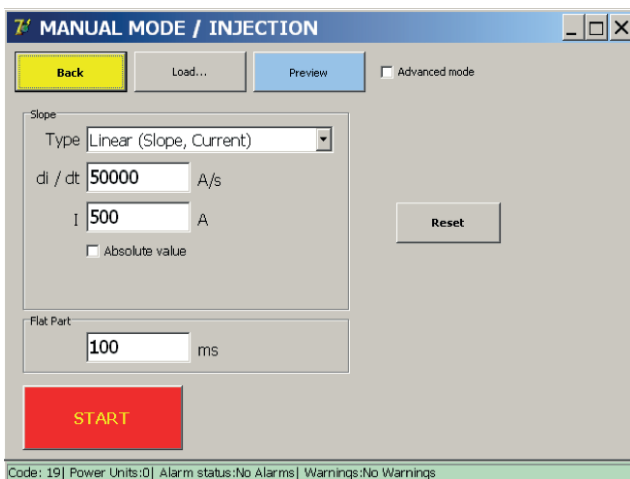 MANUAL MODE / INJECTION
Back Load... Preview Advanced mode
Slope
Type Linear (Slope, Current)
di / dt 50000 A/s
I 500 A
Absolute value
Reset
Flat Part
100 ms
START
Code: 19| Power Units:0| Alarm status:No Alarms| Warnings:No Warnings